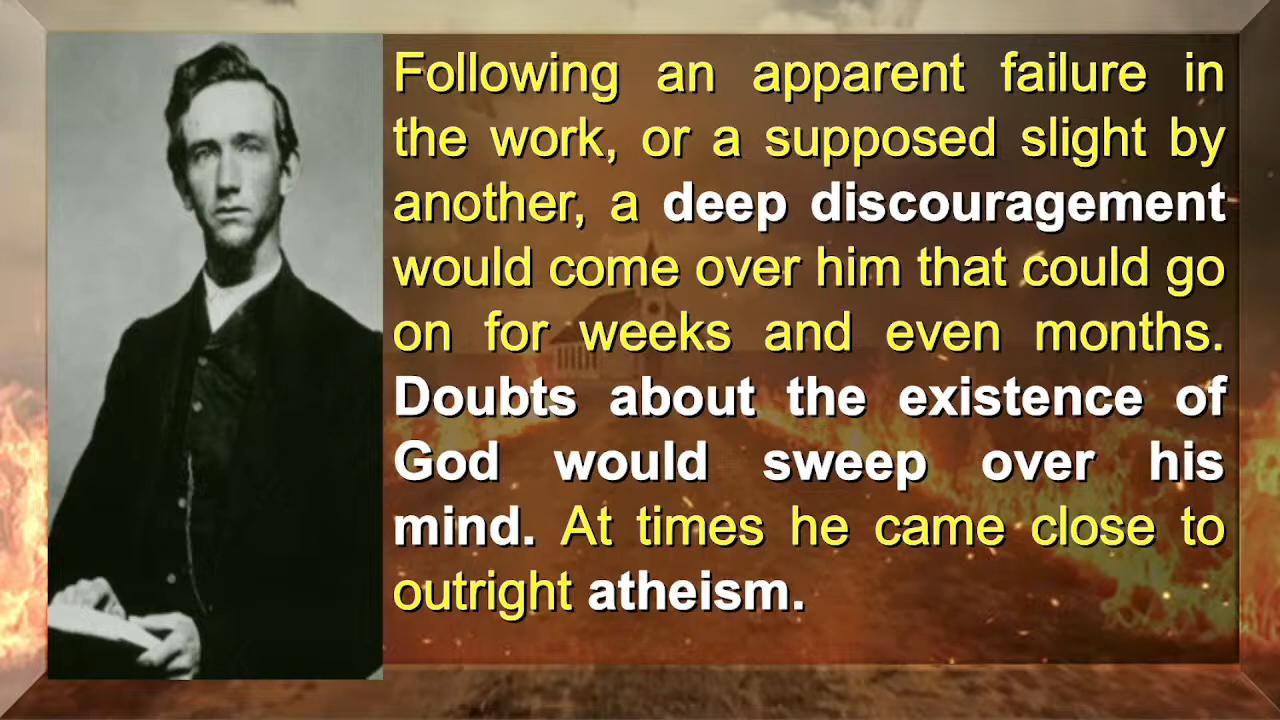 Following an apparent failure in
the work, or a supposed slight by
another, a deep discouragement
would come over him that could go
on for weeks and even months.
Doubts about the existence of
God would sweep over his
mind. At times he came close to
outright atheism.